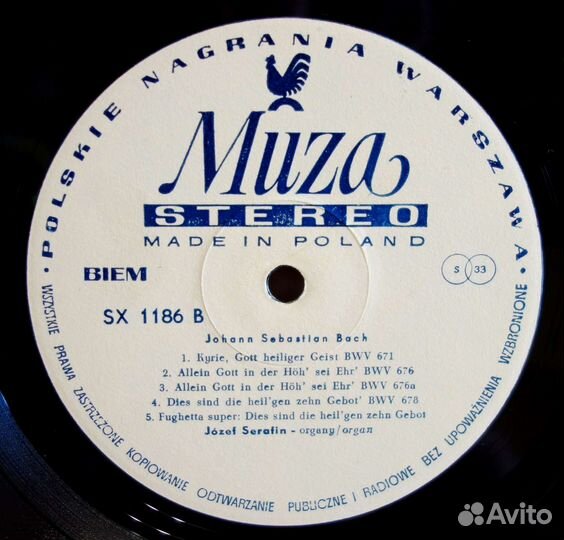 • POLSKIE NAGRANIA WARSZAWA •
Muza
STEREO
MADE IN POLAND
BIEM
S 33
SX 1186 B
Johann Sebastian Bach
1. Kyrie, Gott heiliger Geist BWV 671
2. Allein Gott in der Höh' sei Ehr' BWV 676
3. Allein Gott in der Höh' sei Ehr' BWV 676a
4. Dies sind die heil'gen zehn Gebot' BWV 678
5. Fughetta super: Dies sind die heil'gen zehn Gebot
Józef Serafin - organy/organ
WSZYSTKIE PRAWA ZASTRZEŻONE KOPIOWANIE ODTWARZANIE PUBLICZNE I RADIOWE BEZ UPOWAŻNIENIA WZBRONIONE
Avito